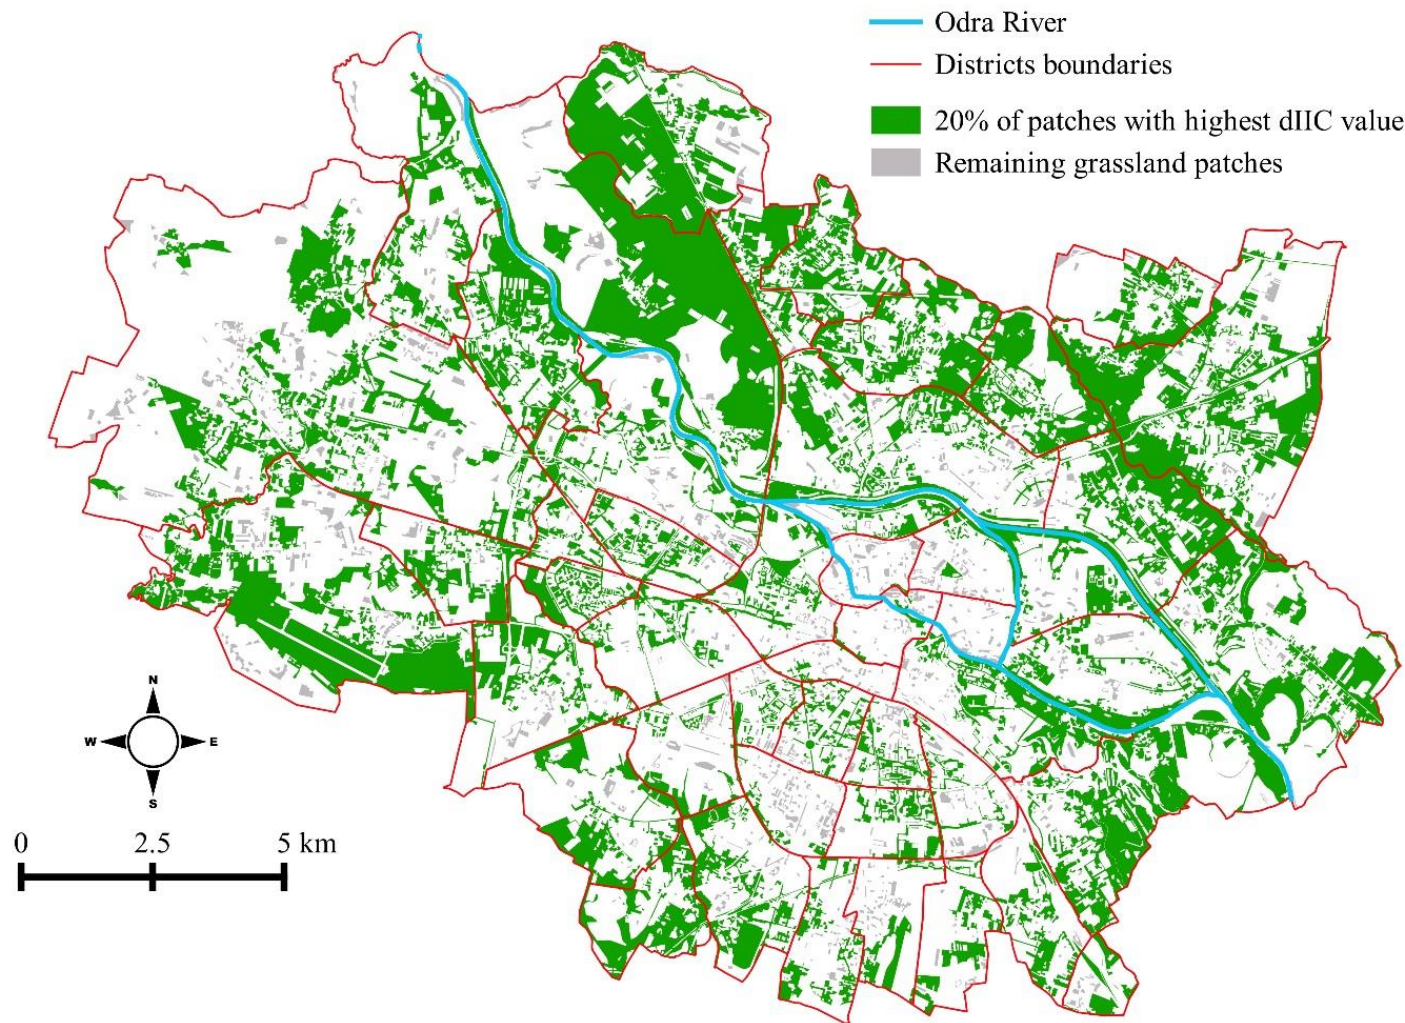 Odra River
Districts boundaries
20% of patches with highest dIIC value
Remaining grassland patches
N
W E
S
0 2.5 5 km